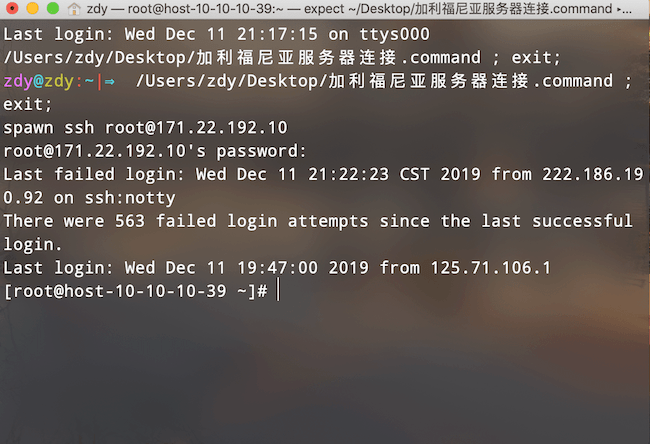 zdy — root@host-10-10-10-39:~ — expect ~/Desktop/加利福尼亚服务器连接.command ▸...
Last login: Wed Dec 11 21:17:15 on ttys000
/Users/zdy/Desktop/加利福尼亚服务器连接.command ; exit;
zdy@zdy:~|⇒  /Users/zdy/Desktop/加利福尼亚服务器连接.command ;
exit;
spawn ssh root@171.22.192.10
root@171.22.192.10's password:
Last failed login: Wed Dec 11 21:22:23 CST 2019 from 222.186.19
0.92 on ssh:notty
There were 563 failed login attempts since the last successful
login.
Last login: Wed Dec 11 19:47:00 2019 from 125.71.106.1
[root@host-10-10-10-39 ~]#